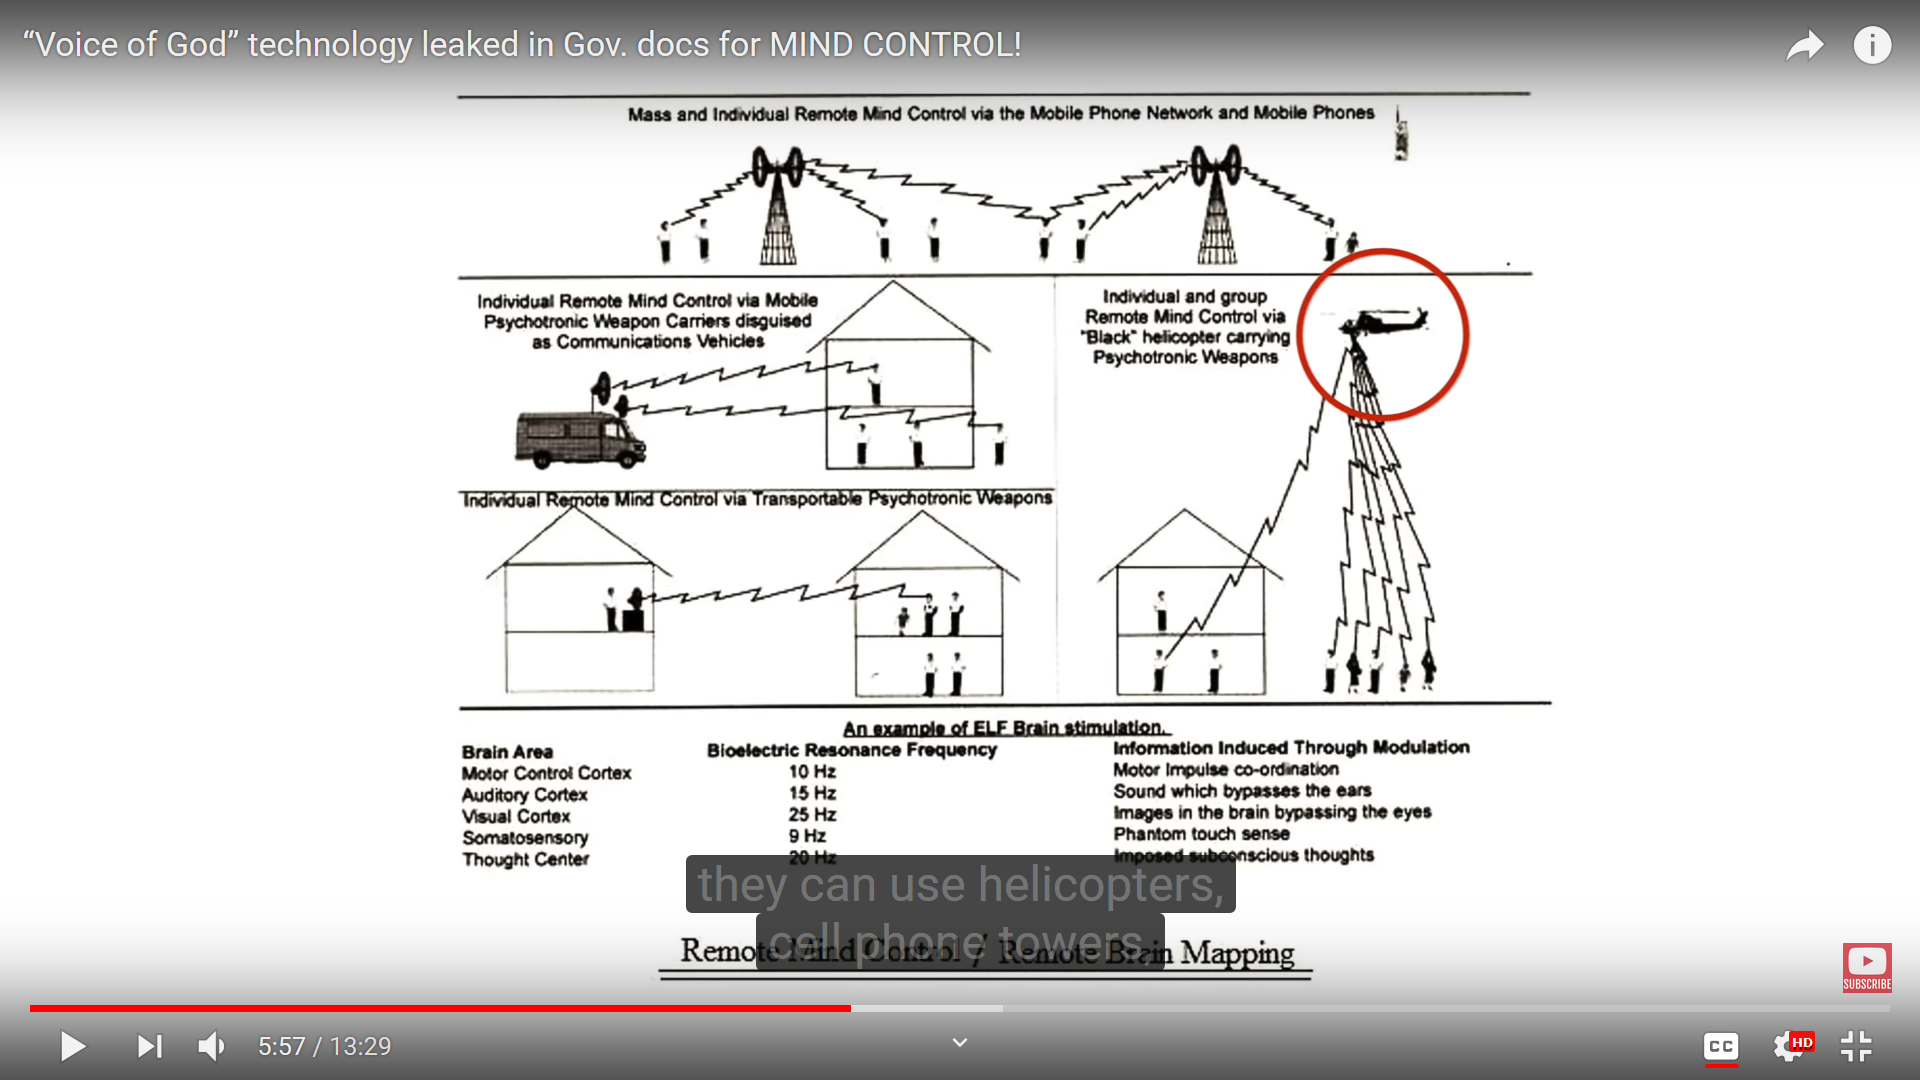 “Voice of God” technology leaked in Gov. docs for MIND CONTROL!
Mass and Individual Remote Mind Control via the Mobile Phone Network and Mobile Phones
Individual Remote Mind Control via Mobile
Psychotronic Weapon Carriers disguised
as Communications Vehicles
Individual and group
Remote Mind Control via
"Black" helicopter carrying
Psychotronic Weapons
Individual Remote Mind Control via Transportable Psychotronic Weapons
An example of ELF Brain stimulation.
Brain Area Bioelectric Resonance Frequency Information Induced Through Modulation
Motor Control Cortex 10 Hz Motor Impulse co-ordination
Auditory Cortex 15 Hz Sound which bypasses the ears
Visual Cortex 25 Hz Images in the brain bypassing the eyes
Somatosensory 9 Hz Phantom touch sense
Thought Center 20 Hz Imposed subconscious thoughts
they can use helicopters,
cell phone towers,
Remote Mind Control / Remote Brain Mapping
SUBSCRIBE
5:57 / 13:29
CC
HD